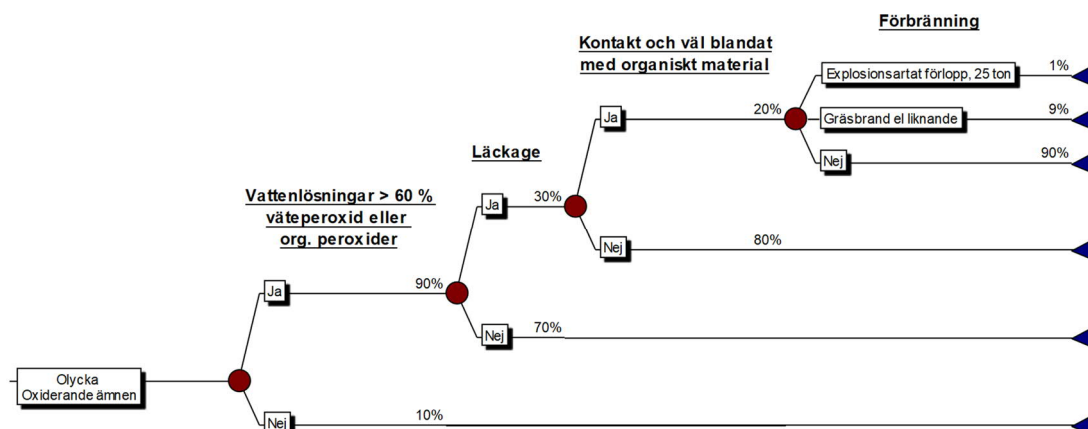 Förbränning
Kontakt och väl blandat
med organiskt material
Explosionsartat förlopp, 25 ton
1%
Ja
20%
Gräsbrand el liknande
9%
Läckage
Nej
90%
Vattenlösningar > 60 %
väteperoxid eller
org. peroxider
Ja
30%
Nej
80%
Ja
90%
Nej
70%
Olycka
Oxiderande ämnen
Nej
10%